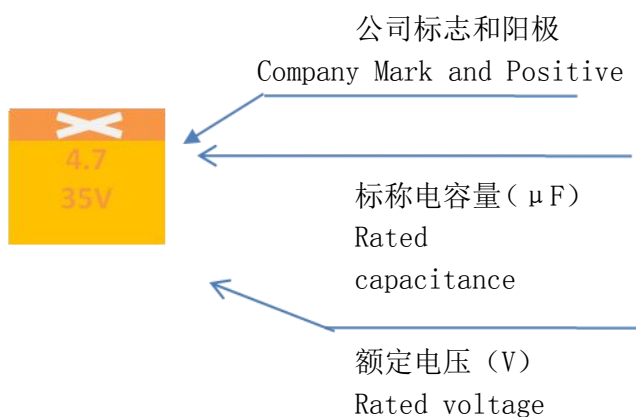 公司标志和阳极
Company Mark and Positive
4.7
35V
标称电容量(μF)
Rated
capacitance
额定电压（V）
Rated voltage